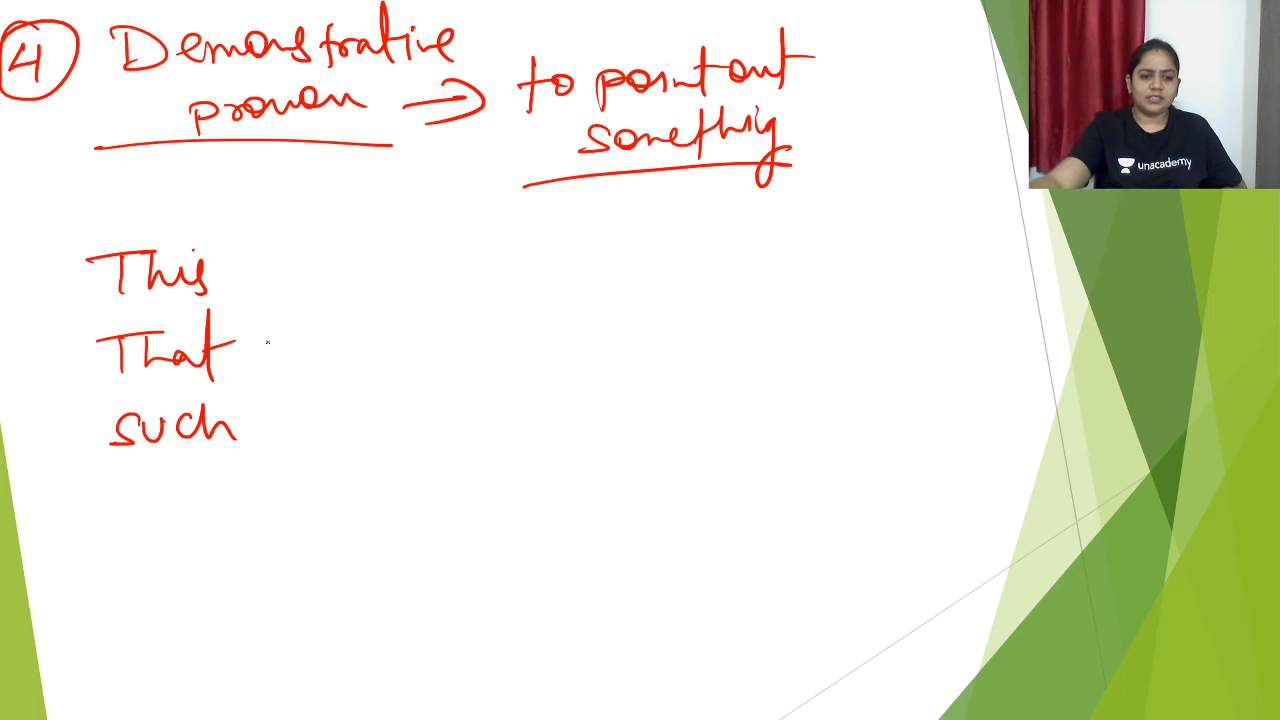 4 Demonstrative
pronoun → to point out
something
This
That
such
unacademy